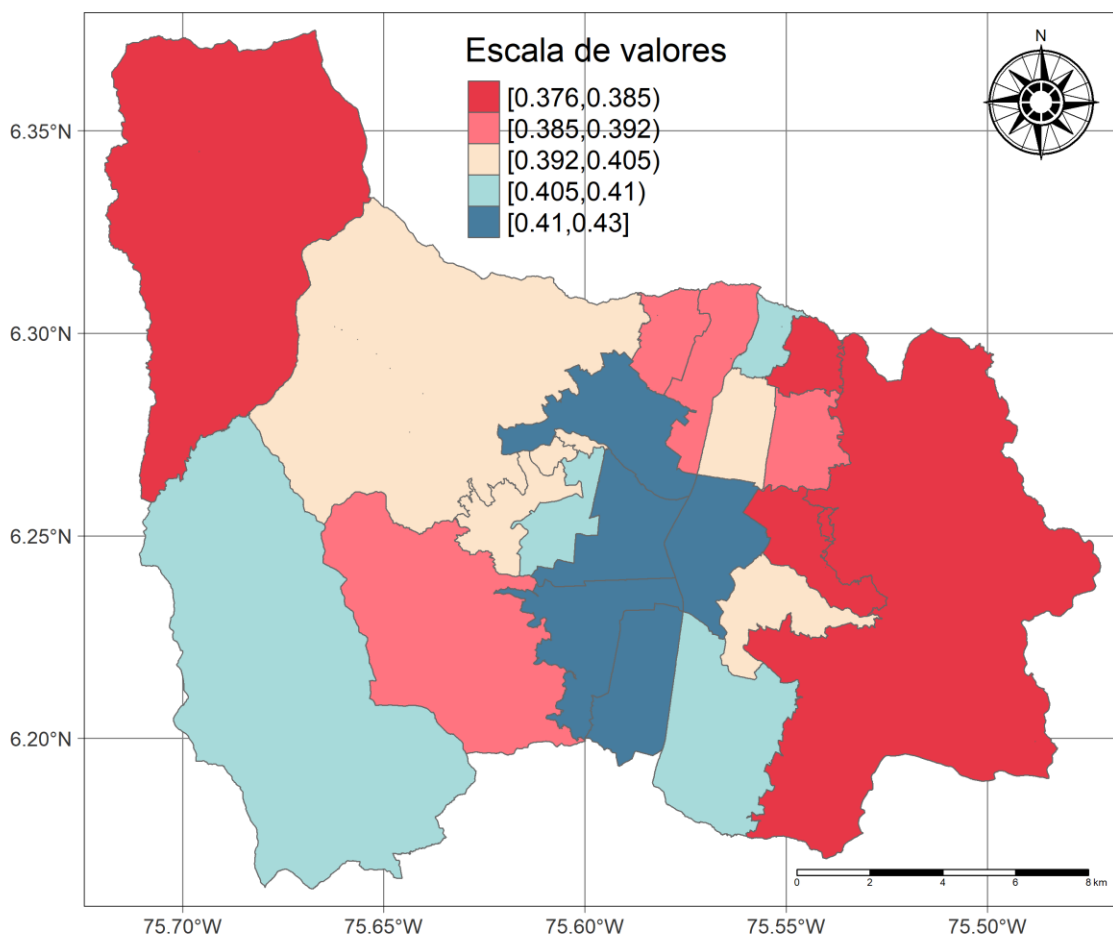 Escala de valores
[0.376,0.385)
[0.385,0.392)
[0.392,0.405)
[0.405,0.41)
[0.41,0.43]
N
6.35°N
6.30°N
6.25°N
6.20°N
0 2 4 6 8 km
75.70°W 75.65°W 75.60°W 75.55°W 75.50°W